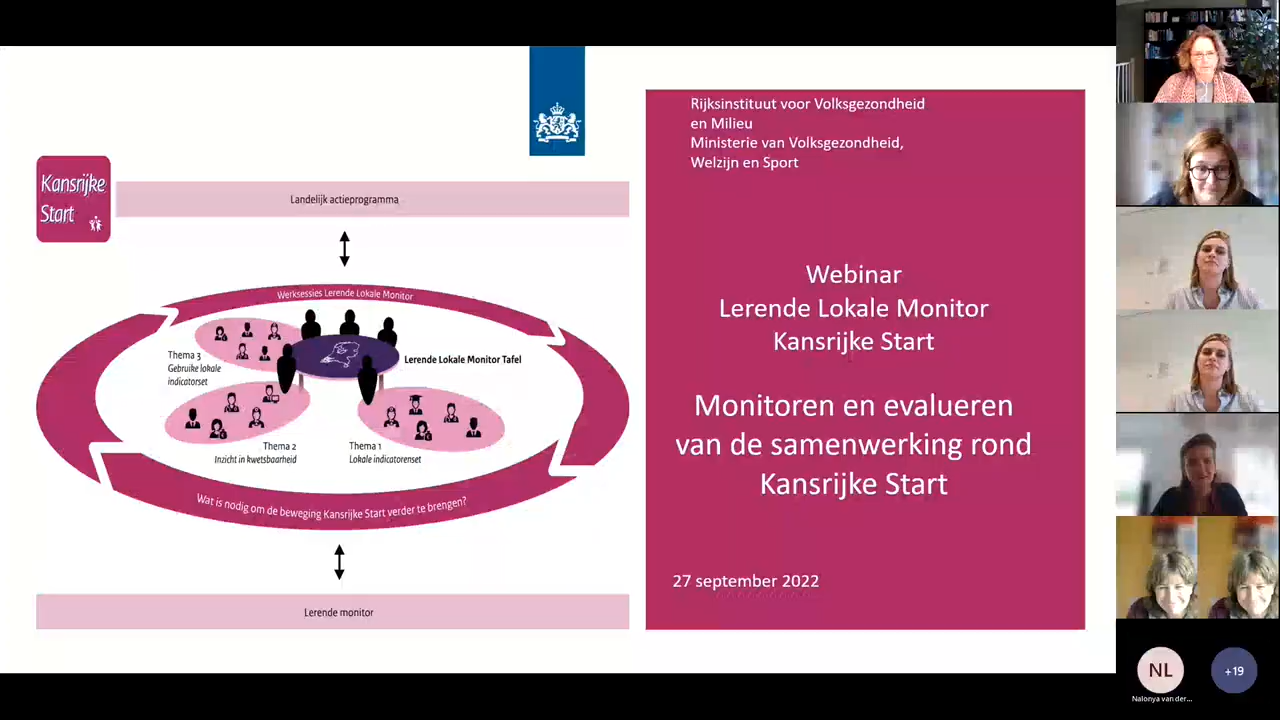 Kansrijke
Start
Landelijk actieprogramma
Werksessies Lerende Lokale Monitor
Thema 3
Gebruike lokale
indicatorset
Lerende Lokale Monitor Tafel
Thema 2
Inzicht in kwetsbaarheid
Thema 1
Lokale indicatorenset
Wat is nodig om de beweging Kansrijke Start verder te brengen?
Lerende monitor
Rijksinstituut voor Volksgezondheid
en Milieu
Ministerie van Volksgezondheid,
Welzijn en Sport
Webinar
Lerende Lokale Monitor
Kansrijke Start
Monitoren en evalueren
van de samenwerking rond
Kansrijke Start
27 september 2022
NL
+19
Nalonya van der...